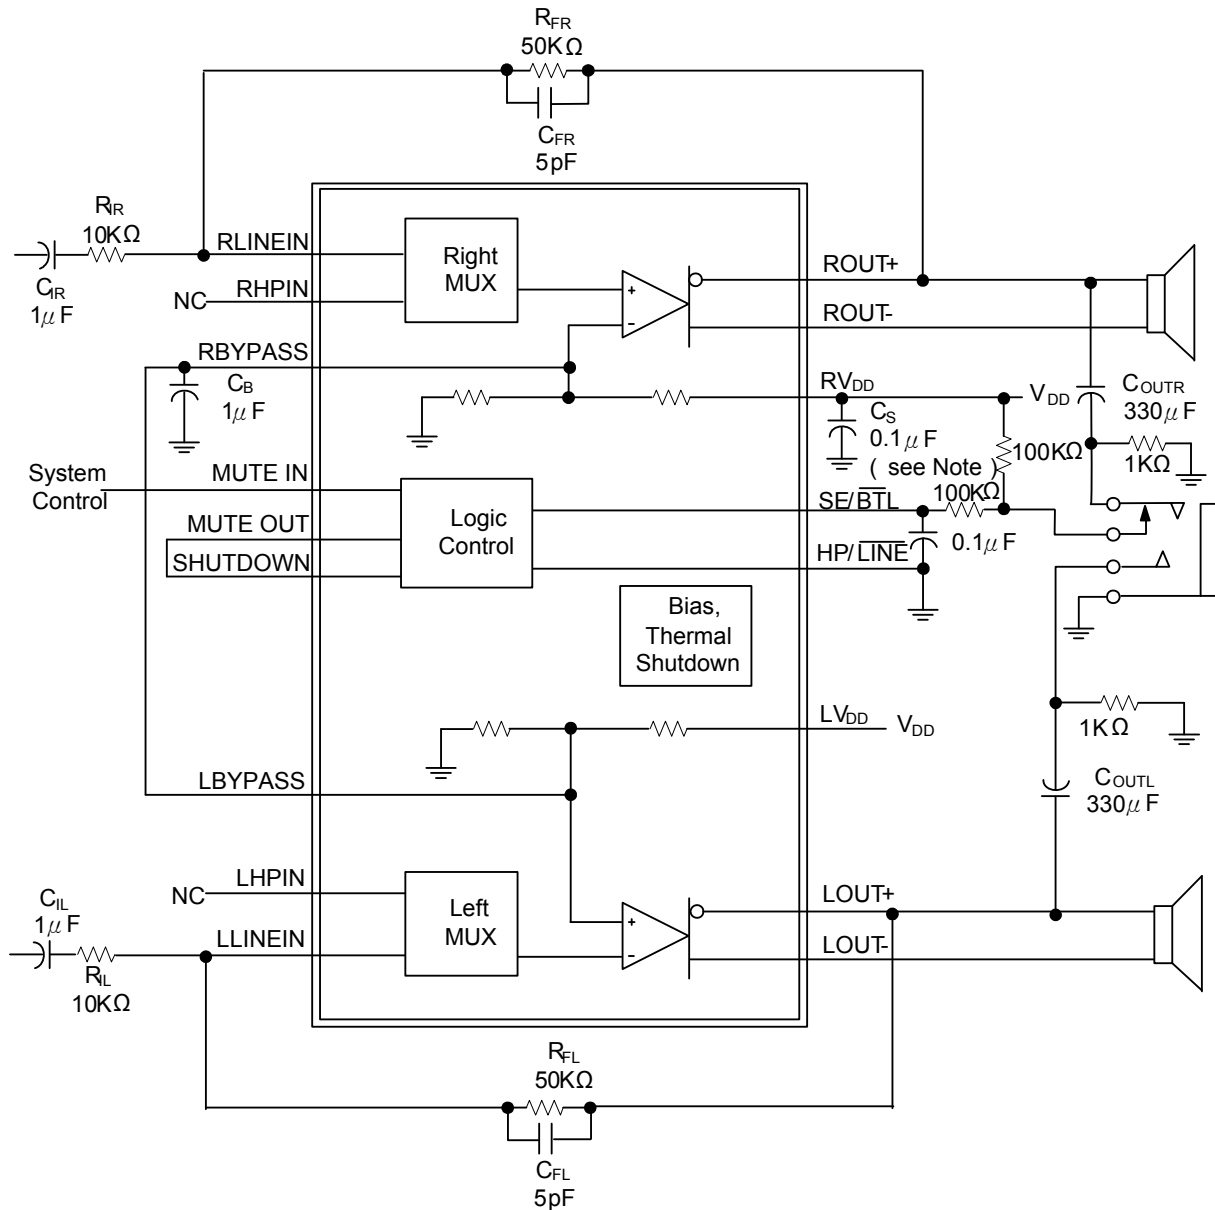 RFR
50KΩ
CFR
5pF
RIR
10KΩ
CIR
1μF
RLINEIN
NC
RHPIN
RBYPASS
CB
1μF
Right
MUX
+
-
ROUT+
ROUT-
RVDD
VDD
CS
0.1μF
( see Note )
100KΩ
100KΩ
COUTR
330μF
1KΩ
System
Control
MUTE IN
MUTE OUT
SHUTDOWN
Logic
Control
SE/BTL
HP/LINE
0.1μF
Bias,
Thermal
Shutdown
LVDD
VDD
1KΩ
COUTL
330μF
LBYPASS
NC
LHPIN
LLINEIN
CIL
1μF
RIL
10KΩ
Left
MUX
+
-
LOUT+
LOUT-
RFL
50KΩ
CFL
5pF